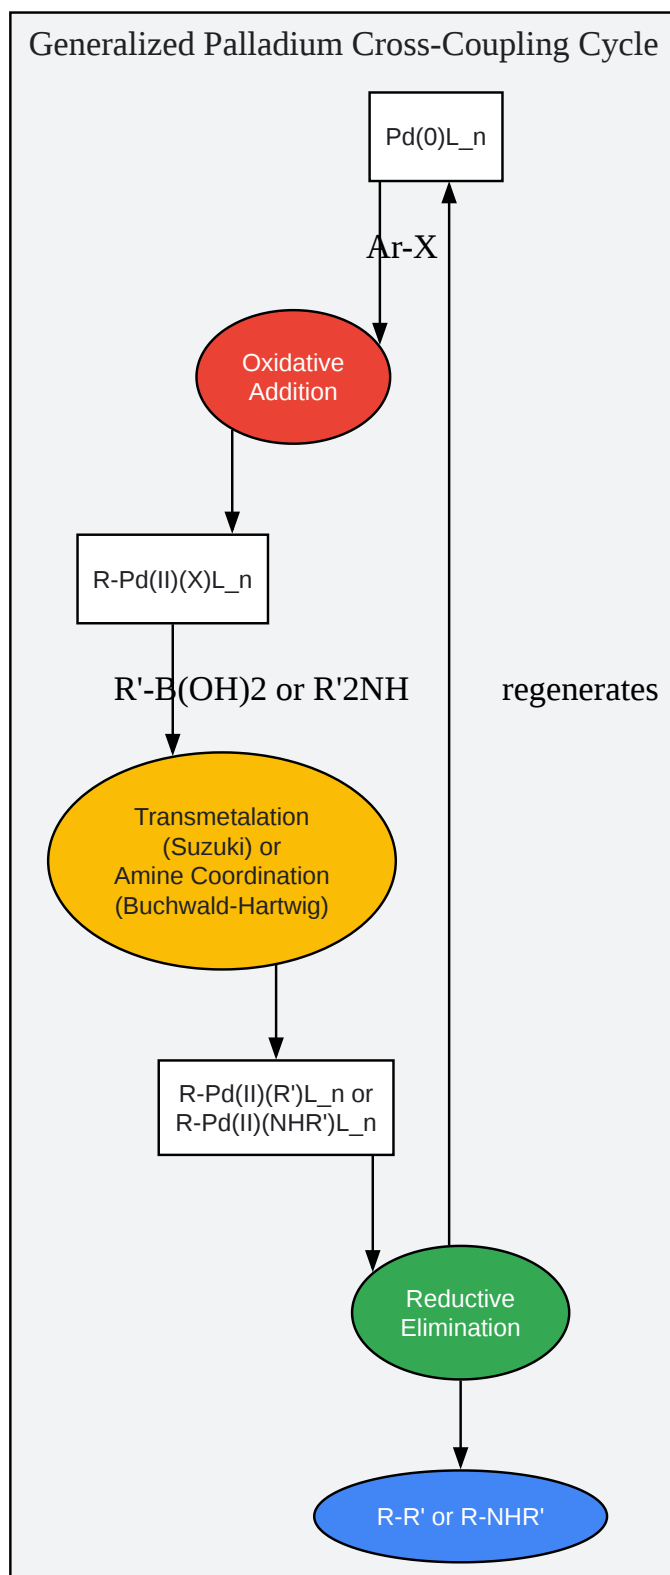 Generalized Palladium Cross-Coupling Cycle
Pd(0)L_n
Ar-X
Oxidative
Addition
R-Pd(II)(X)L_n
R'-B(OH)2 or R'2NH
regenerates
Transmetalation
(Suzuki) or
Amine Coordination
(Buchwald-Hartwig)
R-Pd(II)(R')L_n or
R-Pd(II)(NHR')L_n
Reductive
Elimination
R-R' or R-NHR'